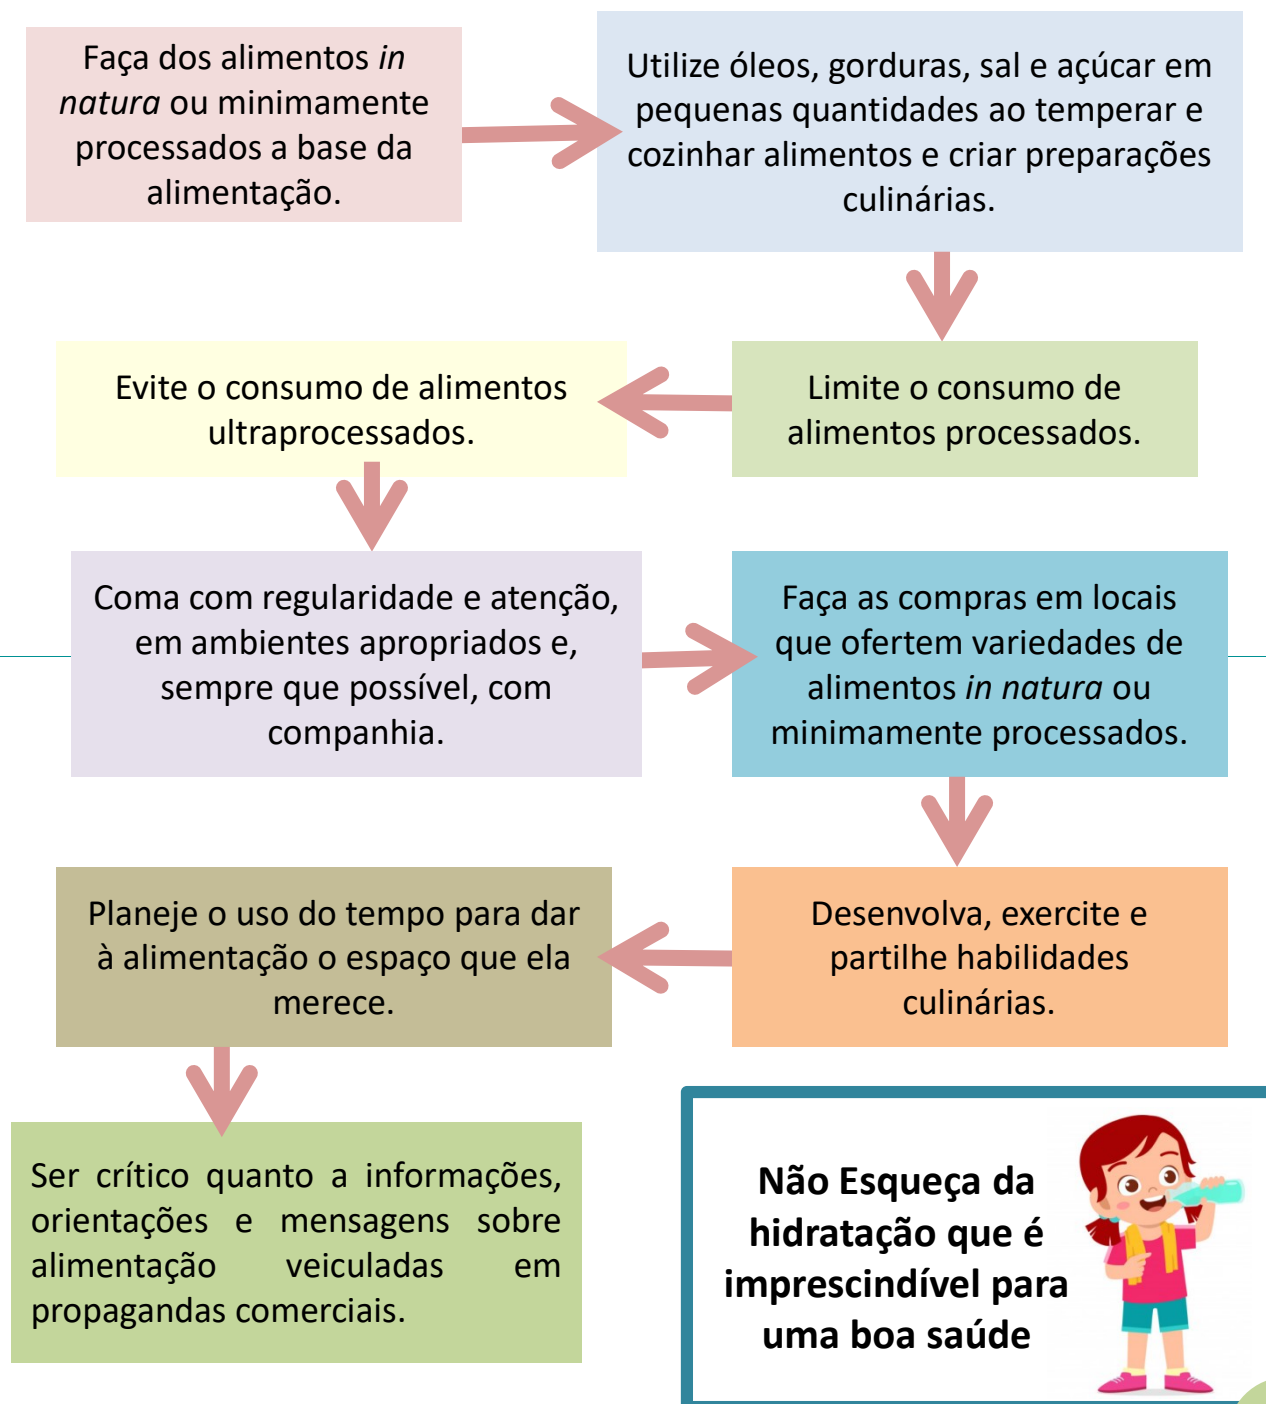 Faça dos alimentos in
natura ou minimamente
processados a base da
alimentação.
Utilize óleos, gorduras, sal e açúcar em
pequenas quantidades ao temperar e
cozinhar alimentos e criar preparações
culinárias.
Limite o consumo de
alimentos processados.
Evite o consumo de alimentos
ultraprocessados.
Coma com regularidade e atenção,
em ambientes apropriados e,
sempre que possível, com
companhia.
Faça as compras em locais
que ofertem variedades de
alimentos in natura ou
minimamente processados.
Desenvolva, exercite e
partilhe habilidades
culinárias.
Planeje o uso do tempo para dar
à alimentação o espaço que ela
merece.
Ser crítico quanto a informações,
orientações e mensagens sobre
alimentação veiculadas em
propagandas comerciais.
Não Esqueça da
hidratação que é
imprescindível para
uma boa saúde